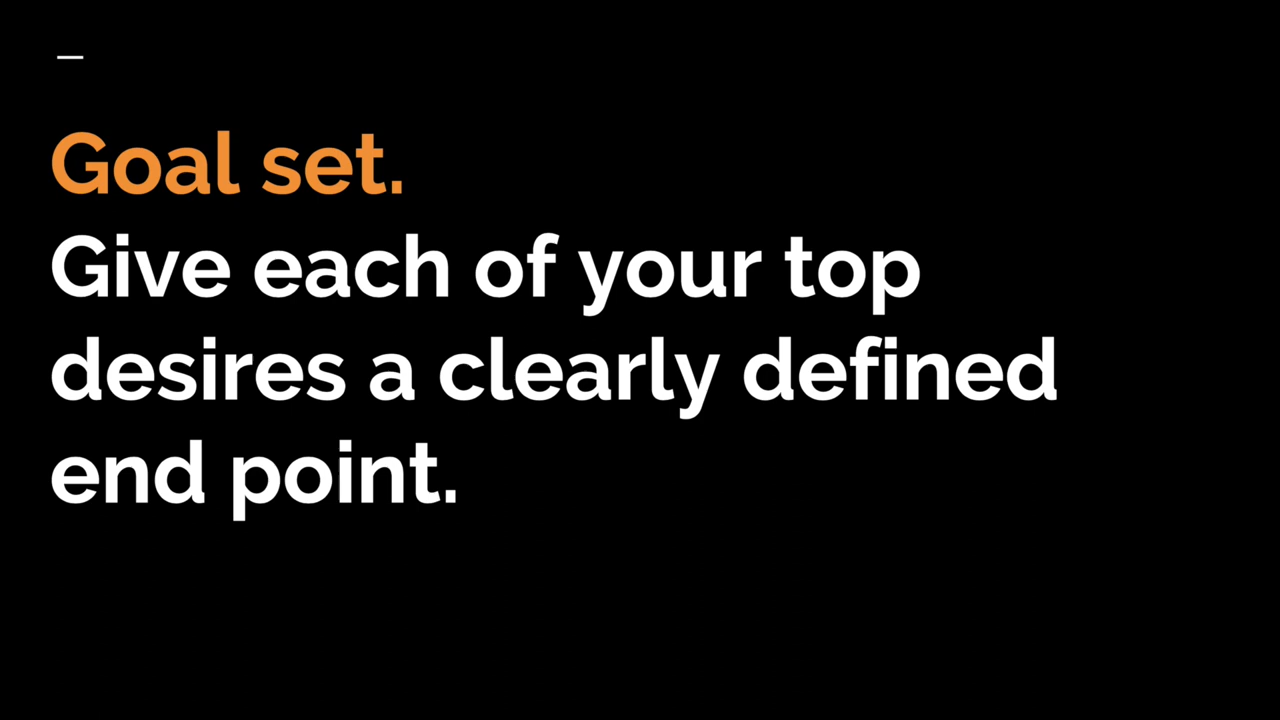 Goal set.
Give each of your top
desires a clearly defined
end point.